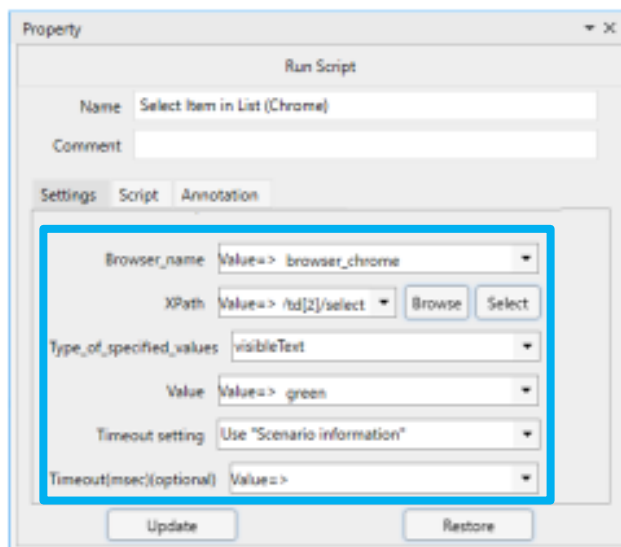 Property
Run Script
Name Select Item in List (Chrome)
Comment
Settings Script Annotation
Browser_name Value=> browser_chrome
XPath Value=> /td[2]/select Browse Select
Type_of_specified_values visibleText
Value Value=> green
Timeout setting Use "Scenario information"
Timeout(msec)(optional) Value=>
Update Restore